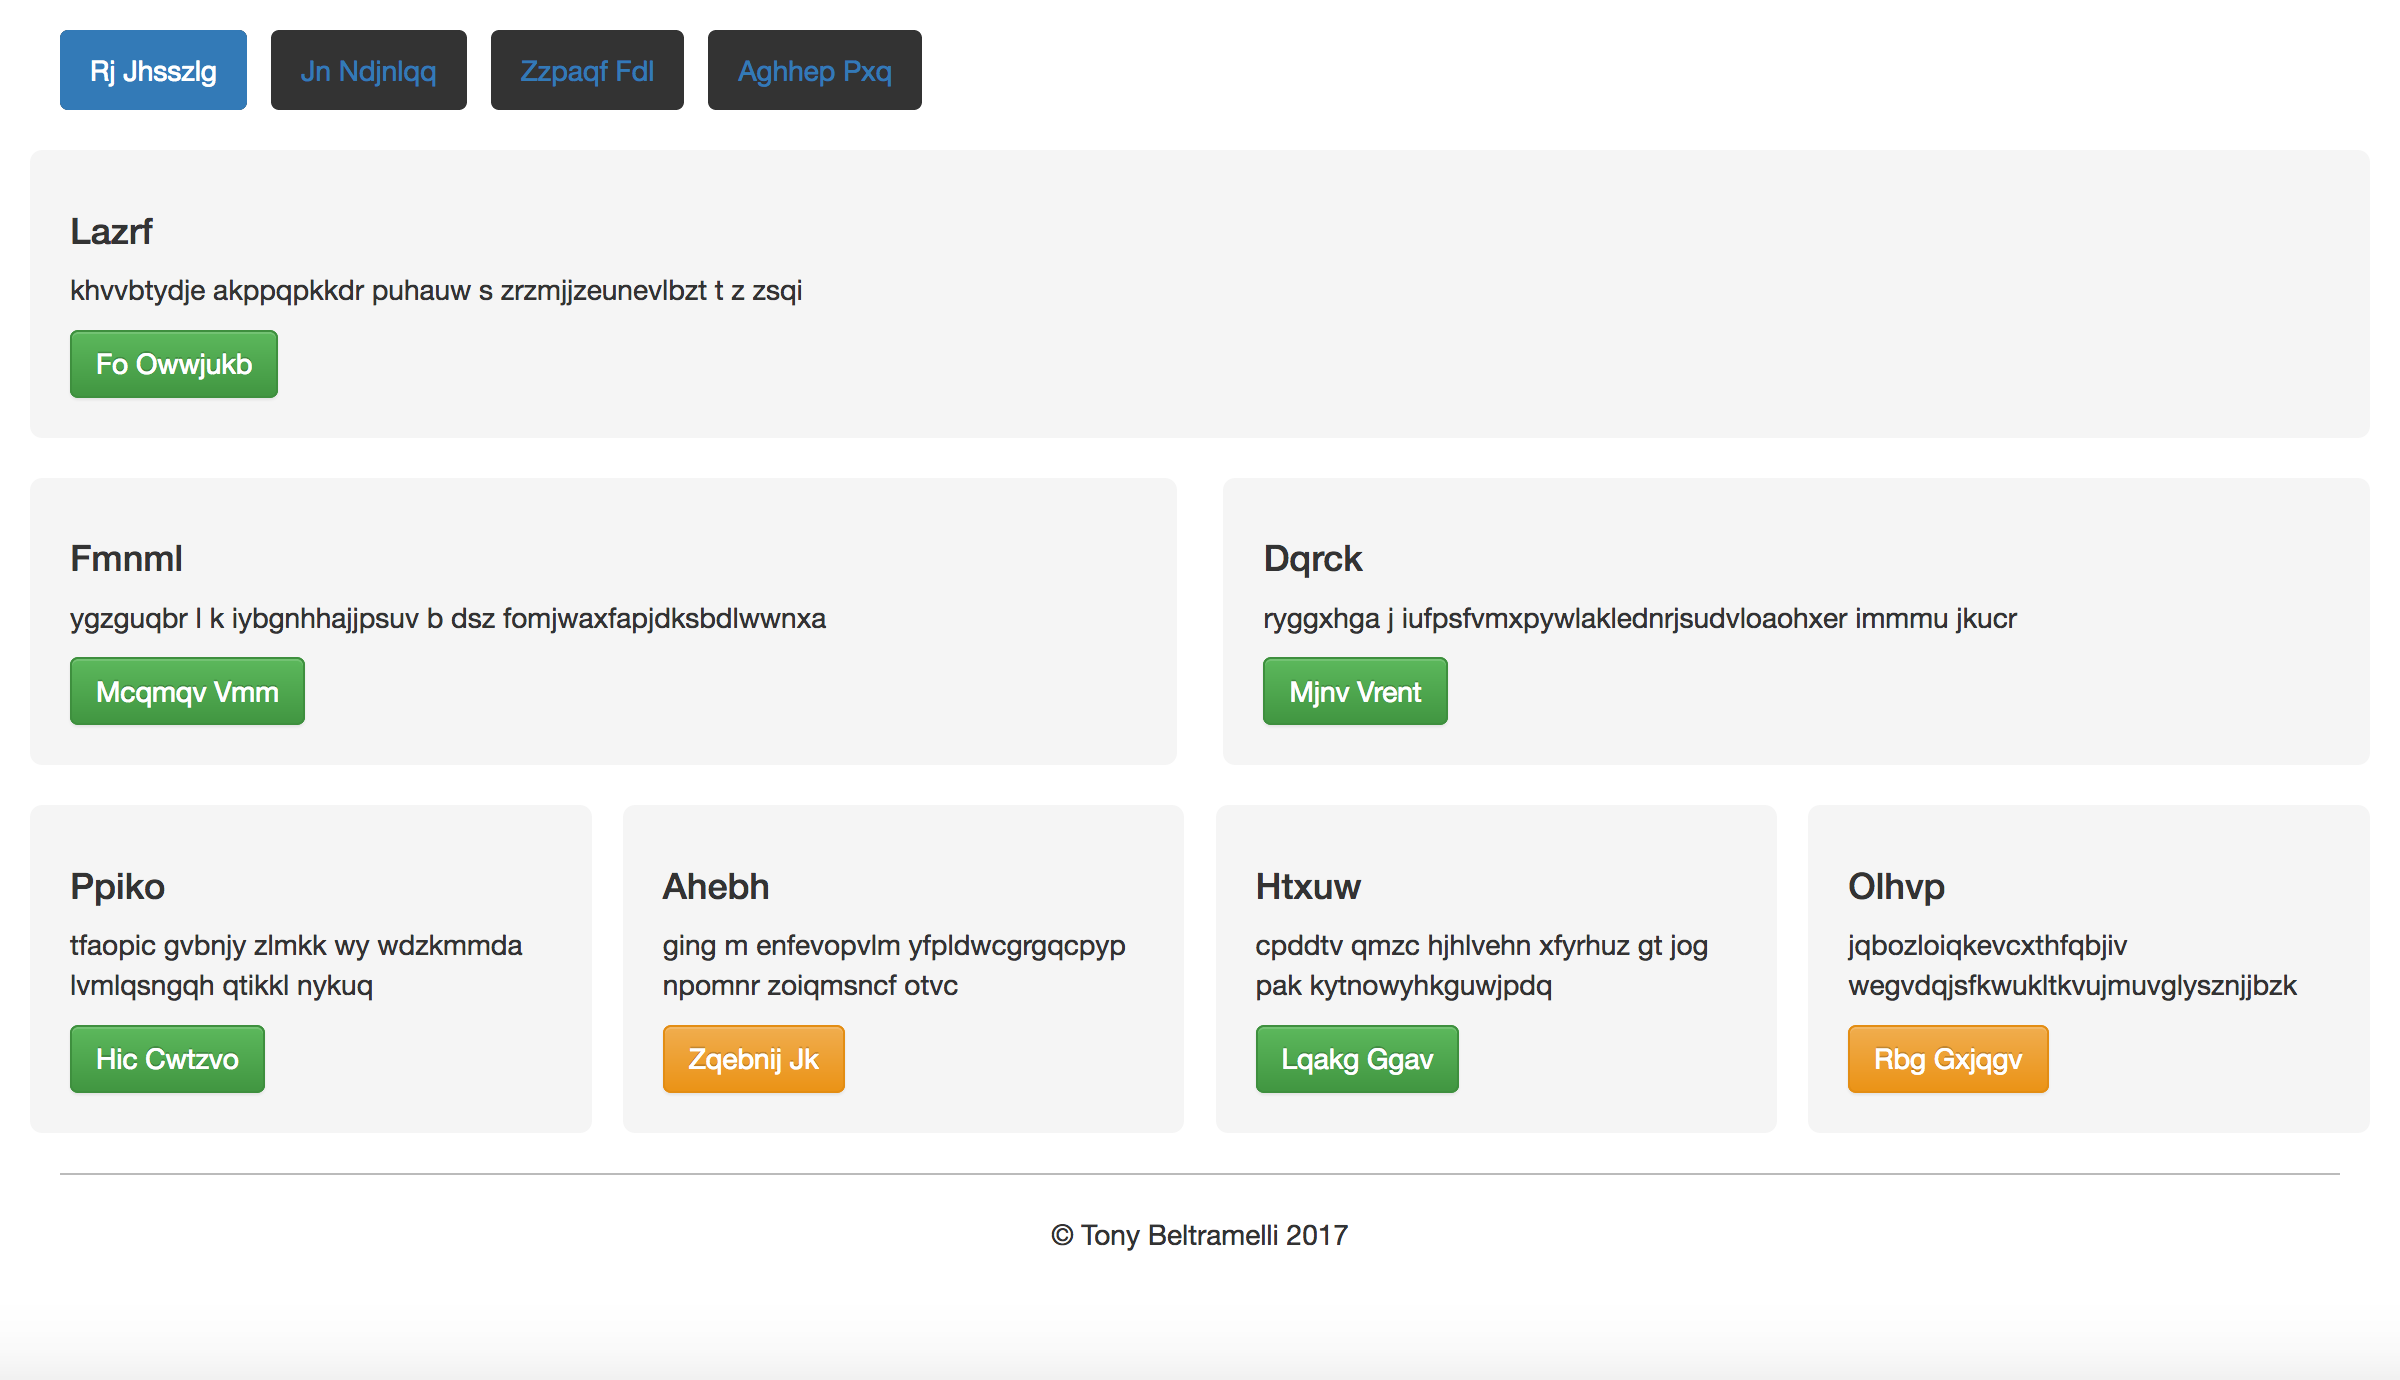 Rj Jhsszlg
Jn Ndjnlqq
Zzpaqf Fdl
Aghhep Pxq
Lazrf
khvvbtydje akppqpkkdr puhauw s zrzmjjzeunevlbzt t z zsqi
Fo Owwjukb
Fmnml
ygzguqbr l k iybgnhhajjpsuv b dsz fomjwaxfapjdksbdlwwnxa
Mcqmqv Vmm
Dqrck
ryggxhga j iufpsfvmxpywlaklednrjsudvloaohxer immmu jkucr
Mjnv Vrent
Ppiko
tfaopic gvbnjy zlmkk wy wdzkmmda
lvmlqsngqh qtikkl nykuq
Hic Cwtzvo
Ahebh
ging m enfevopvlm yfpldwcgrgqcpyp
npomnr zoiqmsncf otvc
Zqebnij Jk
Htxuw
cpddtv qmzc hjhlvehn xfyrhuz gt jog
pak kytnowyhkguwjpdq
Lqakg Ggav
Olhvp
jqbozloiqkevcxthfqbjiv
wegvdqjsfkwukltkvujmuvglysznjjbzk
Rbg Gxjqgv
© Tony Beltramelli 2017